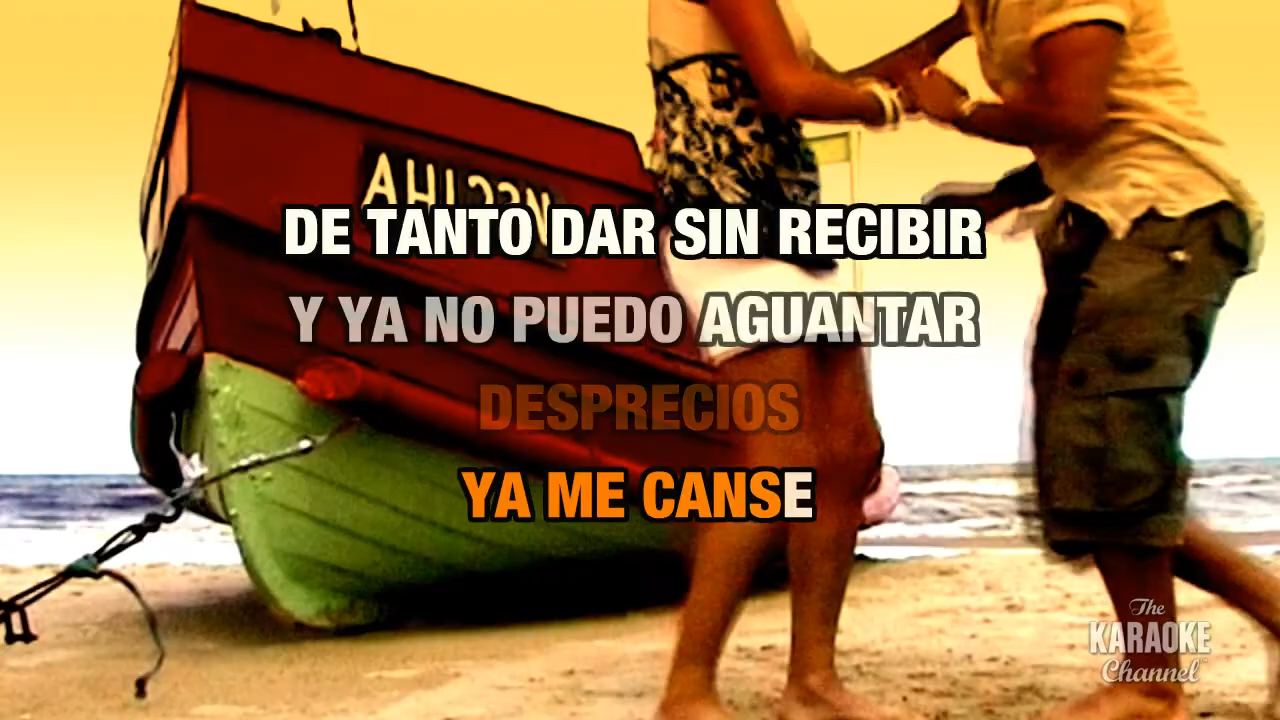 DE TANTO DAR SIN RECIBIR
Y YA NO PUEDO AGUANTAR
DESPRECIOS
YA ME CANSE
The
KARAOKE
Channel